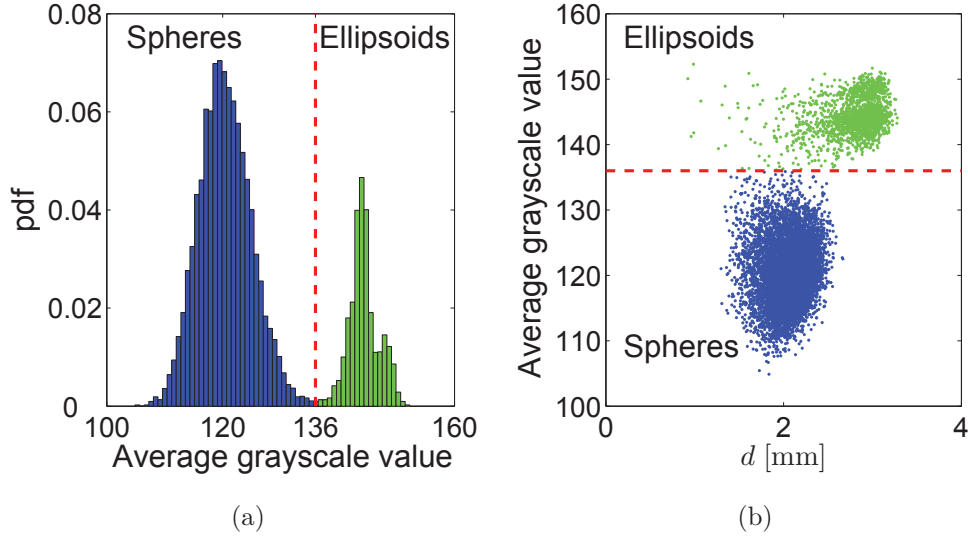 0.08
0.06
0.04
0.02
0
pdf
Spheres
Ellipsoids
100
120
136
160
Average grayscale value
(a)
160
150
140
130
120
110
100
Average grayscale value
Ellipsoids
Spheres
0
2
4
d [mm]
(b)